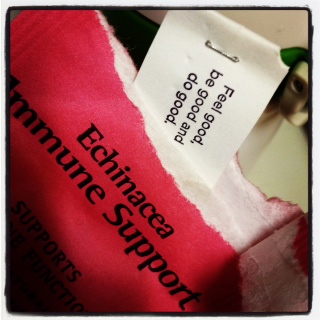 Feel good,
be good and
do good.
Echinacea
Immune Support
SUPPORTS